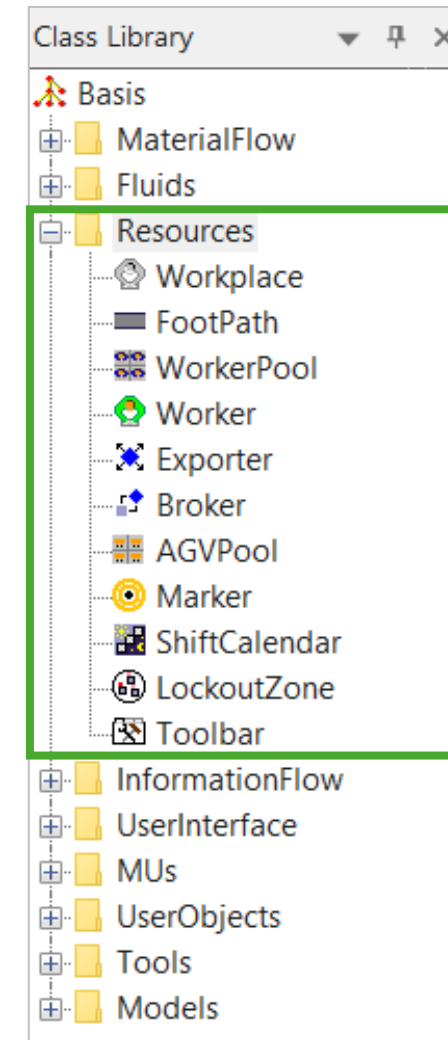 Class Library
Basis
MaterialFlow
Fluids
Resources
Workplace
FootPath
WorkerPool
Worker
Exporter
Broker
AGVPool
Marker
ShiftCalendar
LockoutZone
Toolbar
InformationFlow
UserInterface
MUs
UserObjects
Tools
Models